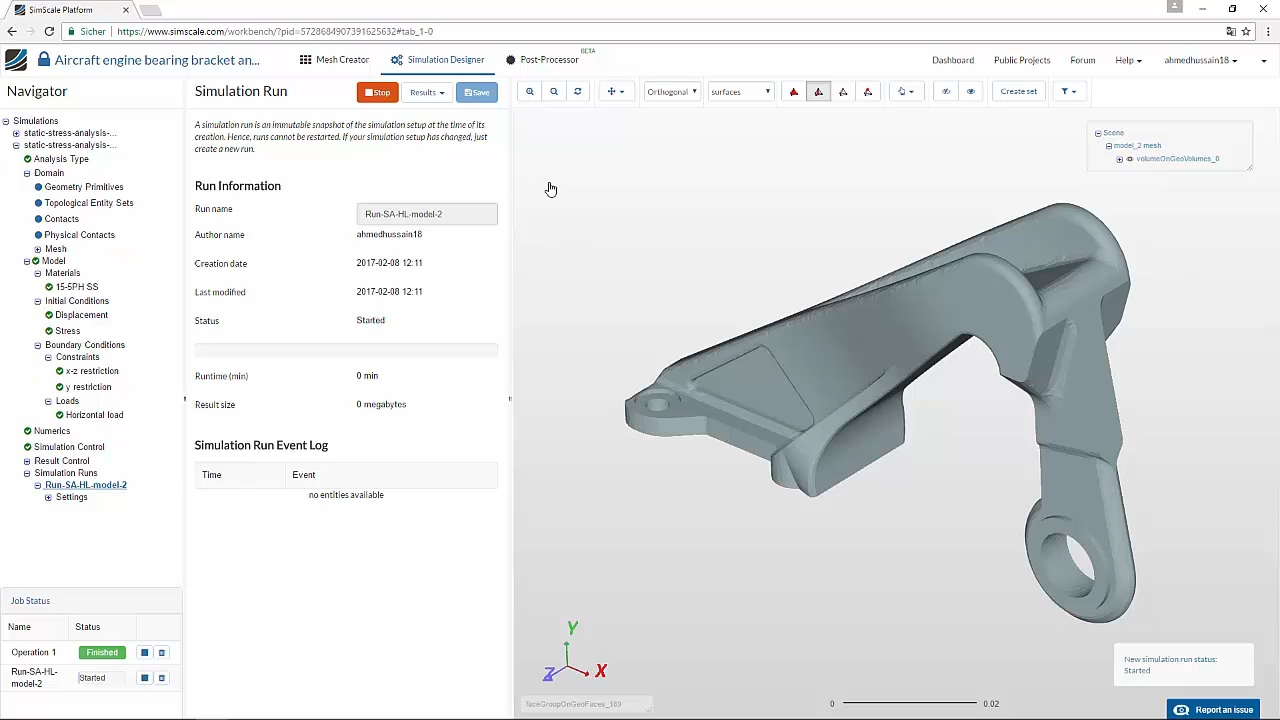 SimScale Platform
Sicher
https://www.simscale.com/workbench/?pid=5728684907391625632#tab_1-0
Aircraft engine bearing bracket an...
Mesh Creator
Simulation Designer
Post-Processor
BETA
Dashboard
Public Projects
Forum
Help
ahmedhussain18
Navigator
Simulations
static-stress-analysis-...
static-stress-analysis-...
Analysis Type
Domain
Geometry Primitives
Topological Entity Sets
Contacts
Physical Contacts
Mesh
Model
Materials
15-5PH SS
Initial Conditions
Displacement
Stress
Boundary Conditions
Constraints
x-z restriction
y restriction
Loads
Horizontal load
Numerics
Simulation Control
Result Control
Simulation Runs
Run-SA-HL-model-2
Settings
Job Status
Name Status
Operation 1 Finished
Run-SA-HL-
model-2
Started
Simulation Run
Stop
Results
Save
A simulation run is an immutable snapshot of the simulation setup at the time of its
creation. Hence, runs cannot be restarted. If your simulation setup has changed, just
create a new run.
Run Information
Run name Run-SA-HL-model-2
Author name ahmedhussain18
Creation date 2017-02-08 12:11
Last modified 2017-02-08 12:11
Status Started
Runtime (min) 0 min
Result size 0 megabytes
Simulation Run Event Log
Time Event
no entities available
Orthogonal
surfaces
Create set
Scene
model_2 mesh
volumeOnGeoVolumes_0
Y
Z
X
faceGroupOnGeoFaces_189
0
0.02
New simulation run status:
Started
Report an issue